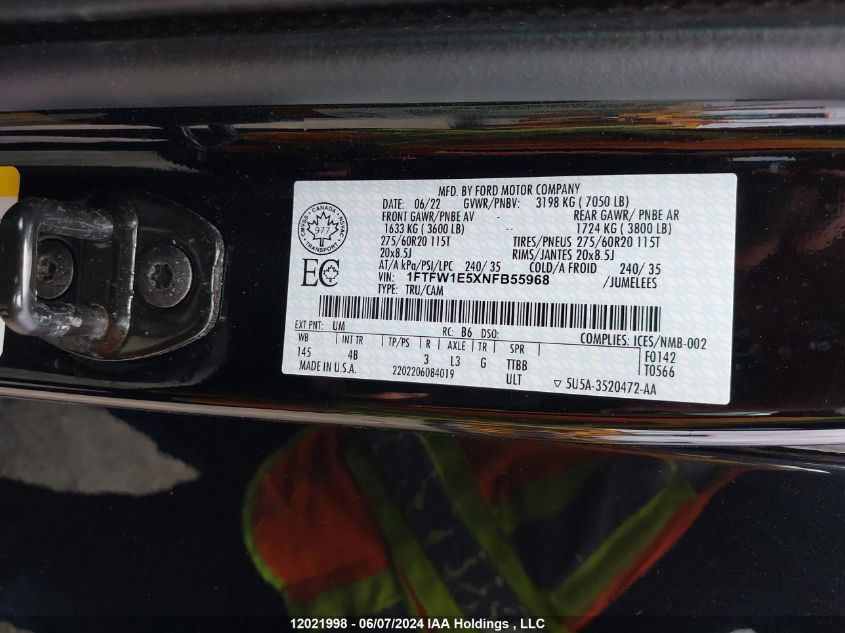 MFD. BY FORD MOTOR COMPANY
DATE: 06/22 GVWR/PNBV: 3198 KG ( 7050 LB)
FRONT GAWR/PNBE AV - REAR GAWR/ PNBE AR
1633 KG ( 3600 LB) -- 1724 KG ( 3800 LB)
275/60R20 115T TIRES/PNEUS 275/60R20 115T
20x8.5J RIMS/JANTES 20x8.5J
AT/A kPa/PSI/LPC 240/ 35 COLD/A FROID 240/ 35
VIN: 1FTFW1E5XNFB55968 /JUMELEES
TYPE: TRU/CAM
CANADA
CMVSS NSVAC
977
TRANSPORT
EC
EXT PNT: UM RC: B6 DSO: COMPLIES: ICES/NMB-002
WB INT TR TP/PS R AXLE TR SPR F0142
145 4B 3 L3 G TTBB T0566
MADE IN U.S.A. 2202206084019 ULT ▽ 5U5A-3520472-AA
12021998 - 06/07/2024 IAA Holdings , LLC